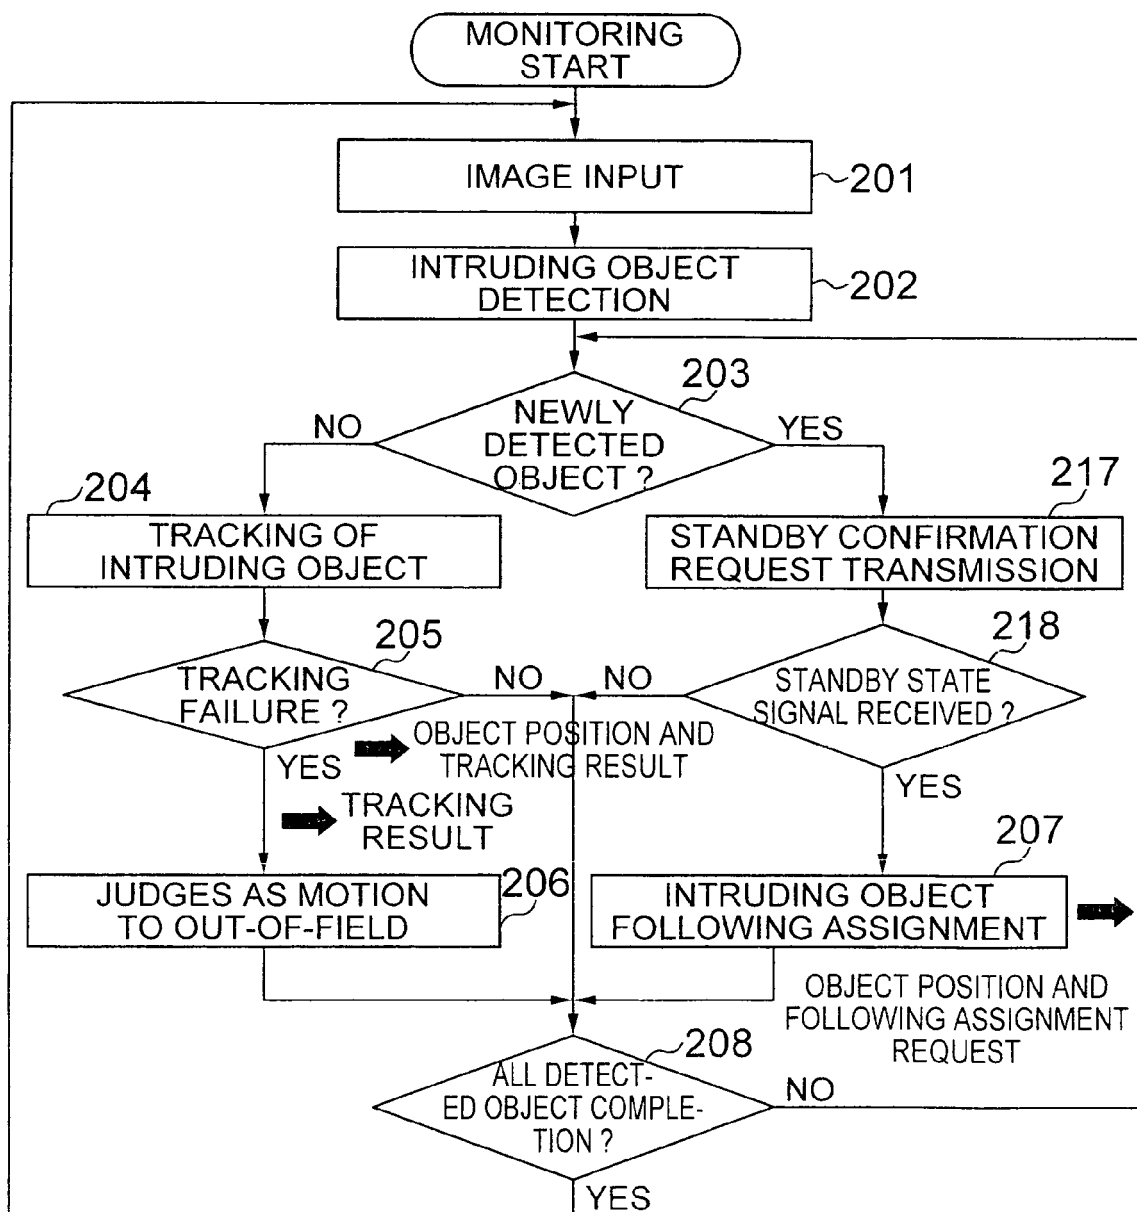 MONITORING
START
IMAGE INPUT
201
INTRUDING OBJECT
DETECTION
202
203
NEWLY
DETECTED
OBJECT ?
NO
YES
204
TRACKING OF
INTRUDING OBJECT
217
STANDBY CONFIRMATION
REQUEST TRANSMISSION
205
TRACKING
FAILURE ?
NO
218
STANDBY STATE
SIGNAL RECEIVED ?
NO
YES
OBJECT POSITION AND
TRACKING RESULT
YES
TRACKING
RESULT
206
JUDGES AS MOTION
TO OUT-OF-FIELD
207
INTRUDING OBJECT
FOLLOWING ASSIGNMENT
OBJECT POSITION AND
FOLLOWING ASSIGNMENT
REQUEST
208
ALL DETECT-
ED OBJECT COMPLE-
TION ?
NO
YES